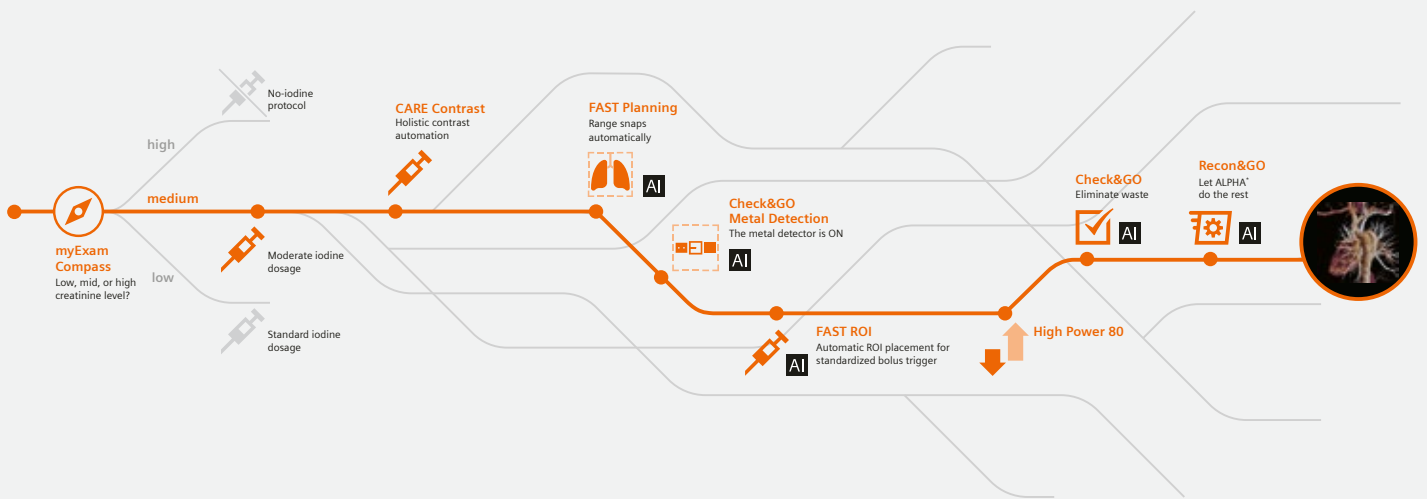 No-iodine
protocol
high
medium
low
myExam
Compass
Low, mid, or high
creatinine level?
Moderate iodine
dosage
Standard iodine
dosage
CARE Contrast
Holistic contrast
automation
FAST Planning
Range snaps
automatically
AI
Check&GO
Metal Detection
The metal detector is ON
AI
FAST ROI
Automatic ROI placement for
standardized bolus trigger
AI
High Power 80
Check&GO
Eliminate waste
AI
Recon&GO
Let ALPHA*
do the rest
AI